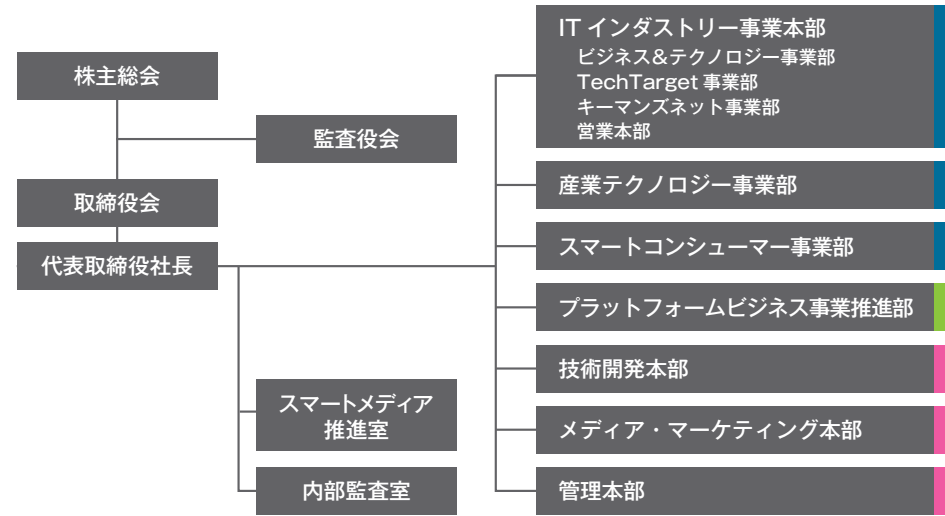 株主総会
監査役会
取締役会
代表取締役社長
スマートメディア
推進室
内部監査室
IT インダストリー事業本部
ビジネス&テクノロジー事業部
TechTarget 事業部
キーマンズネット事業部
営業本部
産業テクノロジー事業部
スマートコンシューマー事業部
プラットフォームビジネス事業推進部
技術開発本部
メディア・マーケティング本部
管理本部